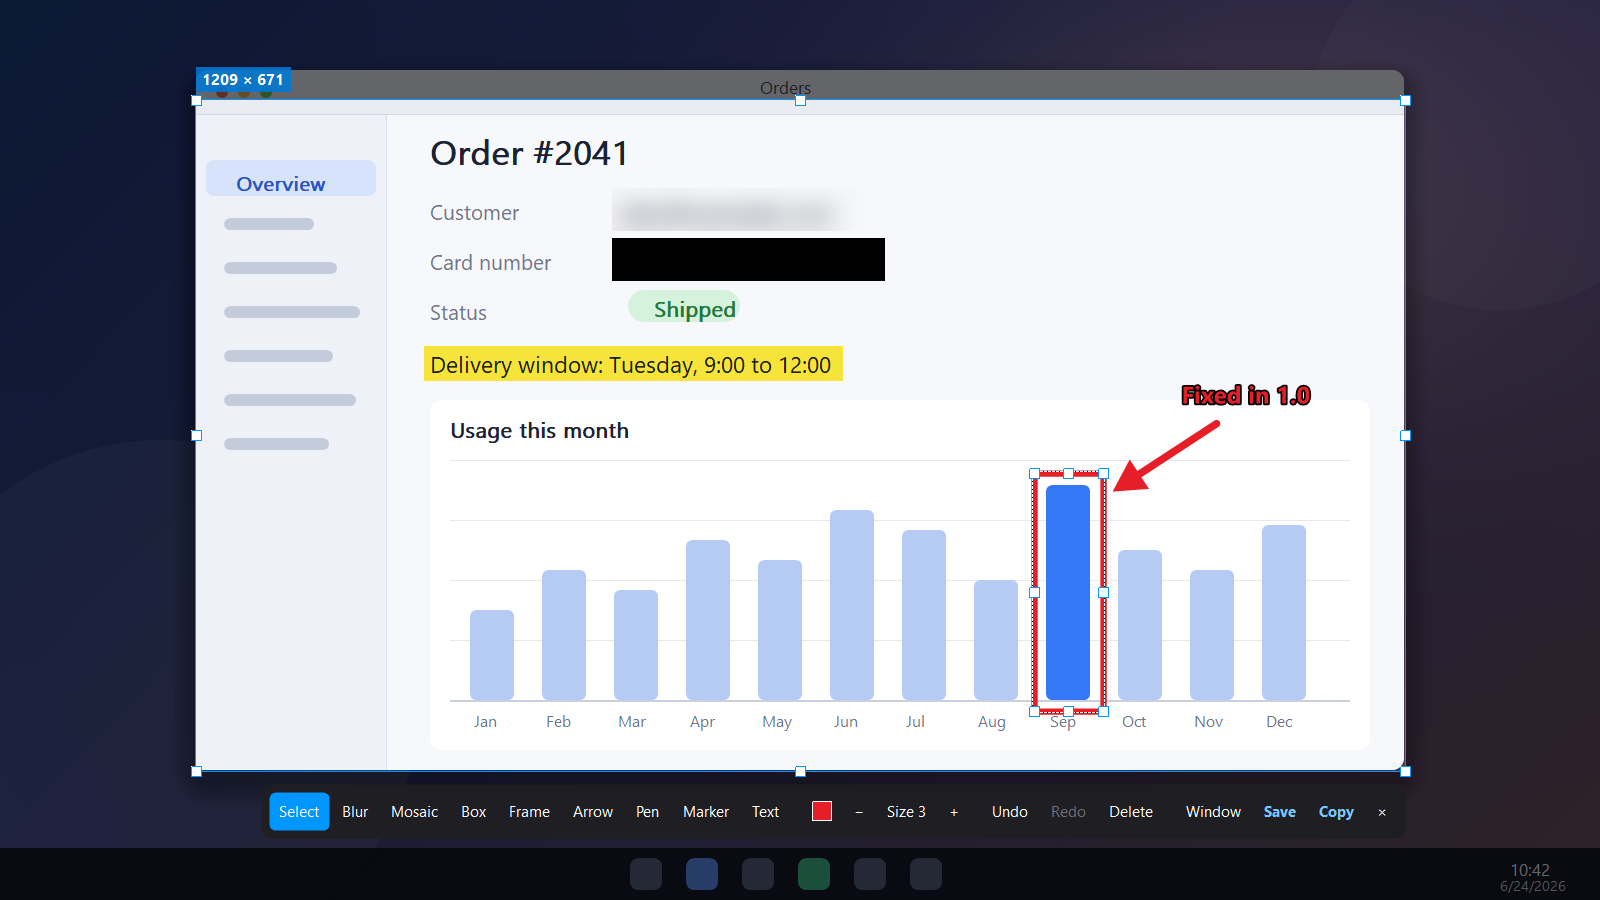 1209 × 671
Orders
Overview
Order #2041
Customer
Card number
Status
Shipped
Delivery window: Tuesday, 9:00 to 12:00
Fixed in 1.0
Usage this month
Jan Feb Mar Apr May Jun Jul Aug Sep Oct Nov Dec
Select Blur Mosaic Box Frame Arrow Pen Marker Text − Size 3 + Undo Redo Delete Window Save Copy ×
10:42
6/24/2026